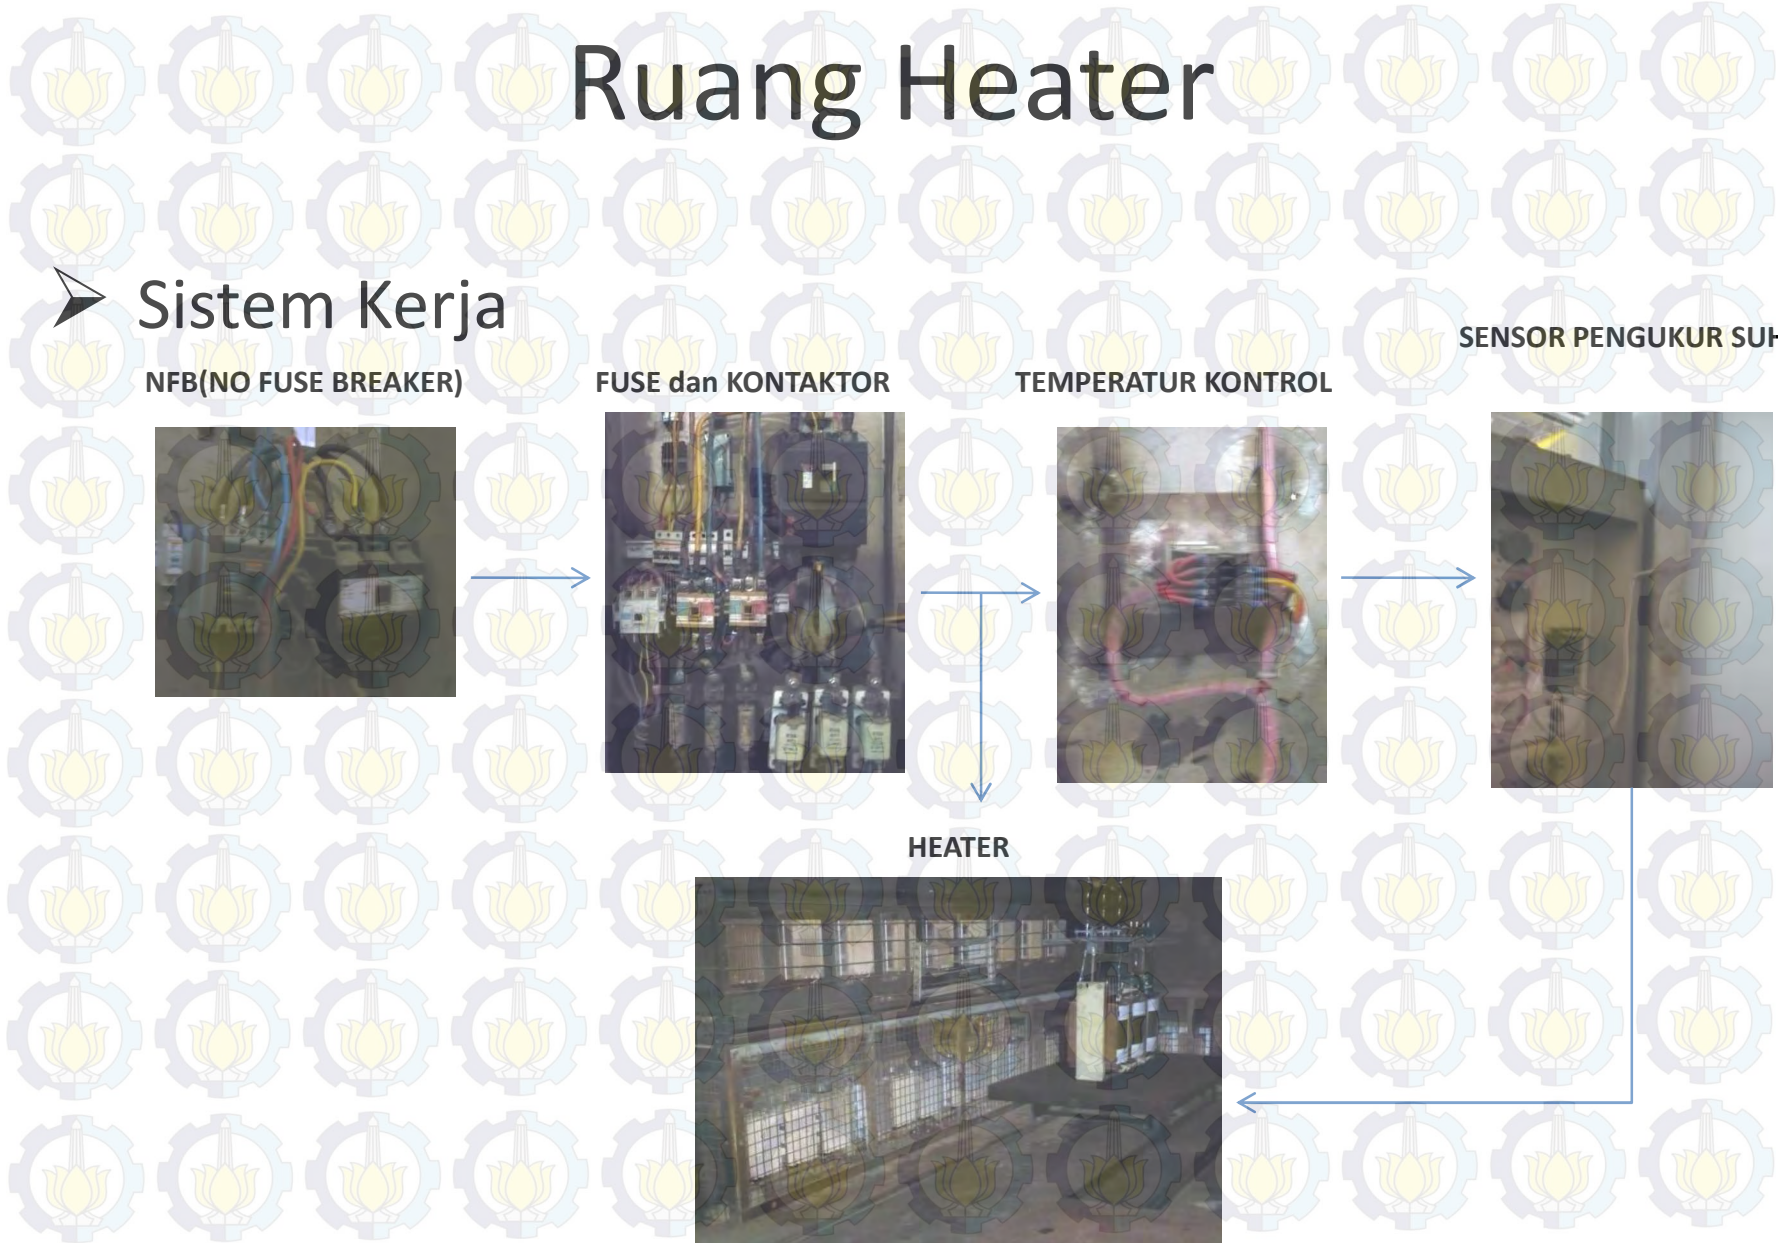 Ruang Heater
Sistem Kerja
SENSOR PENGUKUR SUH
NFB(NO FUSE BREAKER)
FUSE dan KONTAKTOR
TEMPERATUR KONTROL
HEATER